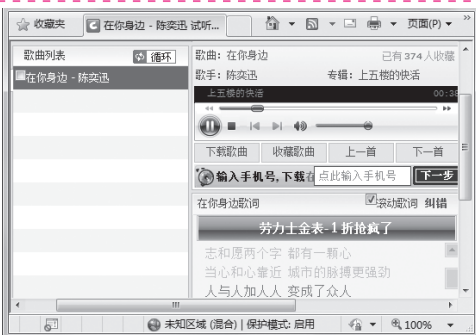 收藏夹
在你身边 - 陈奕迅 试听...
页面(P)
歌曲列表
循环
在你身边 - 陈奕迅
歌曲：在你身边
已有 374 人收藏
歌手：陈奕迅
专辑：上五楼的快活
上五楼的快活
00:38
下载歌曲
收藏歌曲
上一首
下一首
输入手机号，下载在
点此输入手机号
下一步
在你身边歌词
滚动歌词
纠错
劳力士金表-1折抢疯了
志和愿两个字 都有一颗心
当心和心靠近 城市的脉搏更强劲
人与人加人人 变成了众人
未知区域 (混合) | 保护模式: 启用
100%